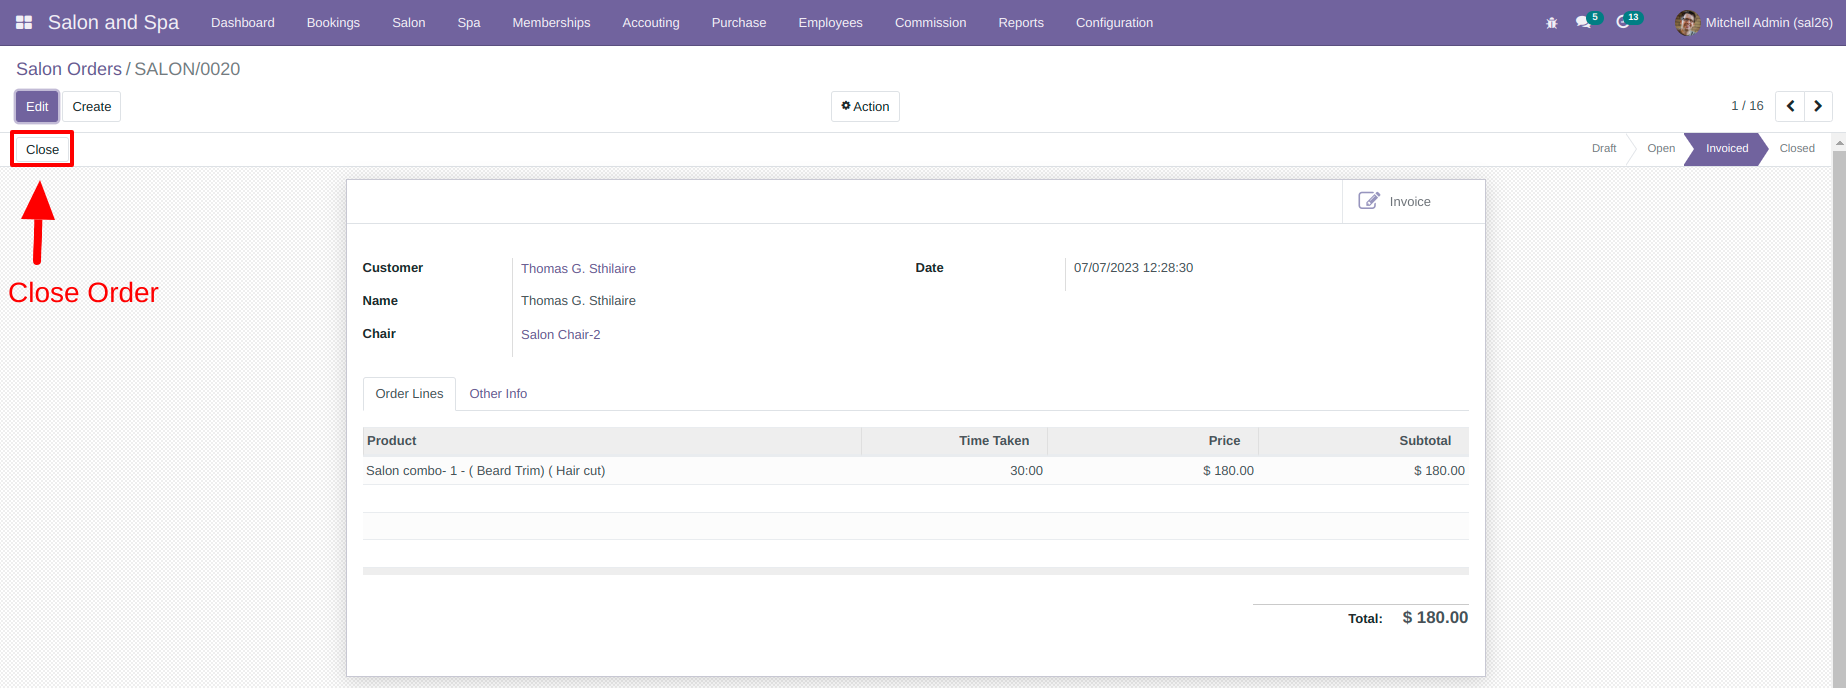 Salon and Spa Dashboard Bookings Salon Spa Memberships Accouting Purchase Employees Commission Reports Configuration 5 13 Mitchell Admin (sal26)
Salon Orders / SALON/0020
Edit Create Action 1 / 16
Close Draft Open Invoiced Closed
Invoice
Close Order
Customer Thomas G. Sthilaire Date 07/07/2023 12:28:30
Name Thomas G. Sthilaire
Chair Salon Chair-2
Order Lines Other Info
Product Time Taken Price Subtotal
Salon combo- 1 - ( Beard Trim) ( Hair cut) 30:00 $ 180.00 $ 180.00
Total: $ 180.00